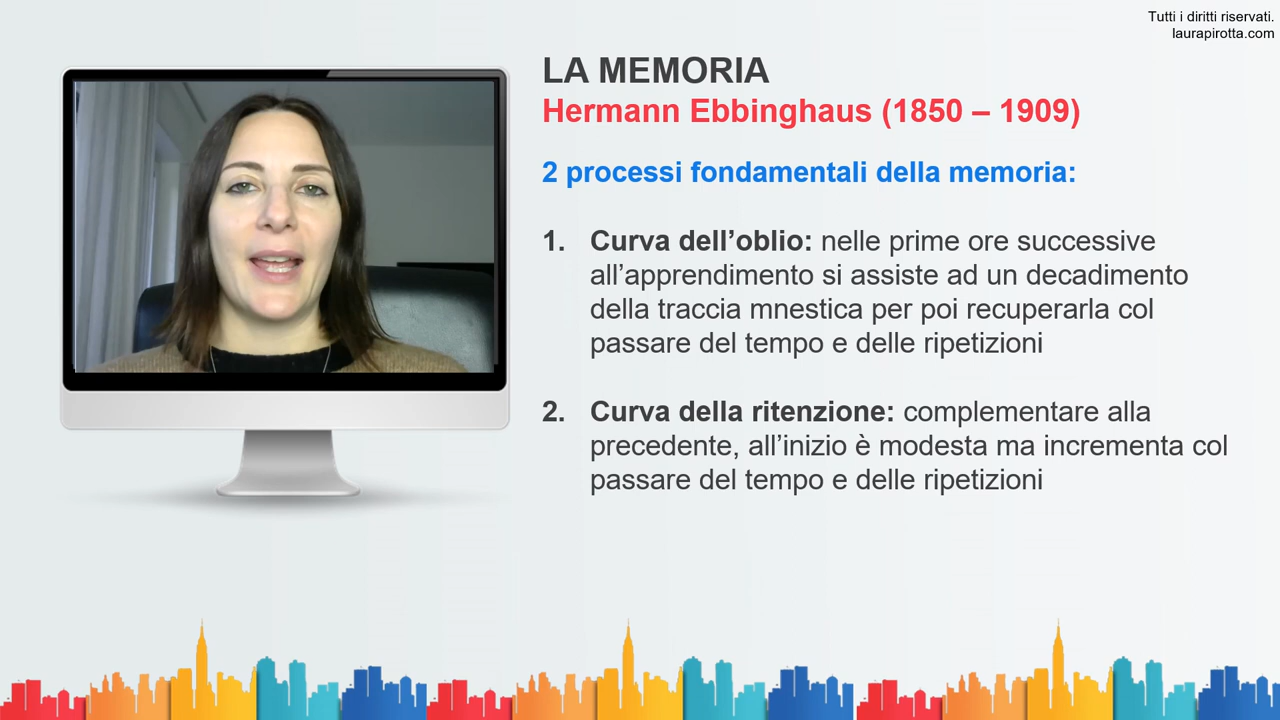 Tutti i diritti riservati.
laurapirotta.com
LA MEMORIA
Hermann Ebbinghaus (1850 – 1909)
2 processi fondamentali della memoria:
1. Curva dell’oblio: nelle prime ore successive
all’apprendimento si assiste ad un decadimento
della traccia mnestica per poi recuperarla col
passare del tempo e delle ripetizioni
2. Curva della ritenzione: complementare alla
precedente, all’inizio è modesta ma incrementa col
passare del tempo e delle ripetizioni